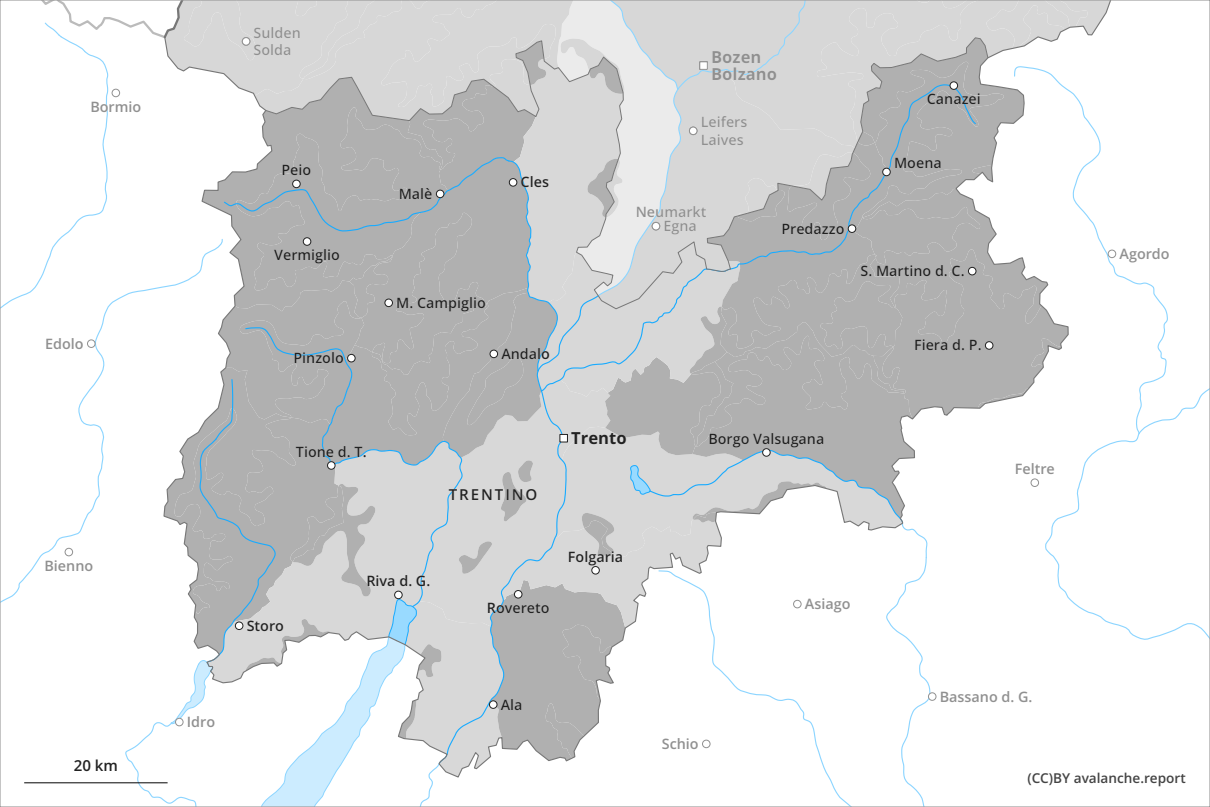 Sulden
Solda
Bozen
Bolzano
Bormio
Canazei
Leifers
Laives
Moena
Peio
Malè
Cles
Neumarkt
Egna
Predazzo
Vermiglio
Agordo
S. Martino d. C.
M. Campiglio
Edolo
Pinzolo
Andalo
Fiera d. P.
Trento
Borgo Valsugana
Tione d. T.
Feltre
TRENTINO
Bienno
Folgaria
Riva d. G.
Rovereto
Asiago
Storo
Bassano d. G.
Ala
Idro
Schio
20 km
(CC)BY avalanche.report